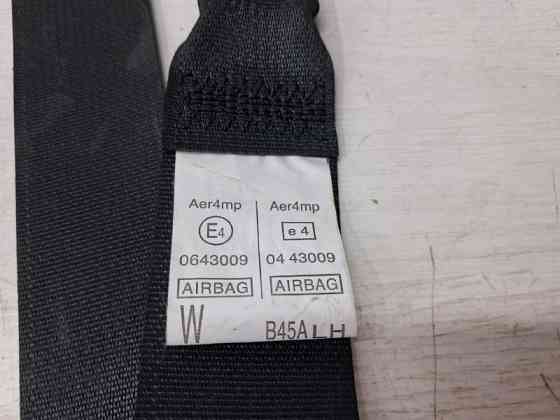 Aer4mp Aer4mp
E4 e 4
0643009 04 43009
AIRBAG AIRBAG
W B45A LH